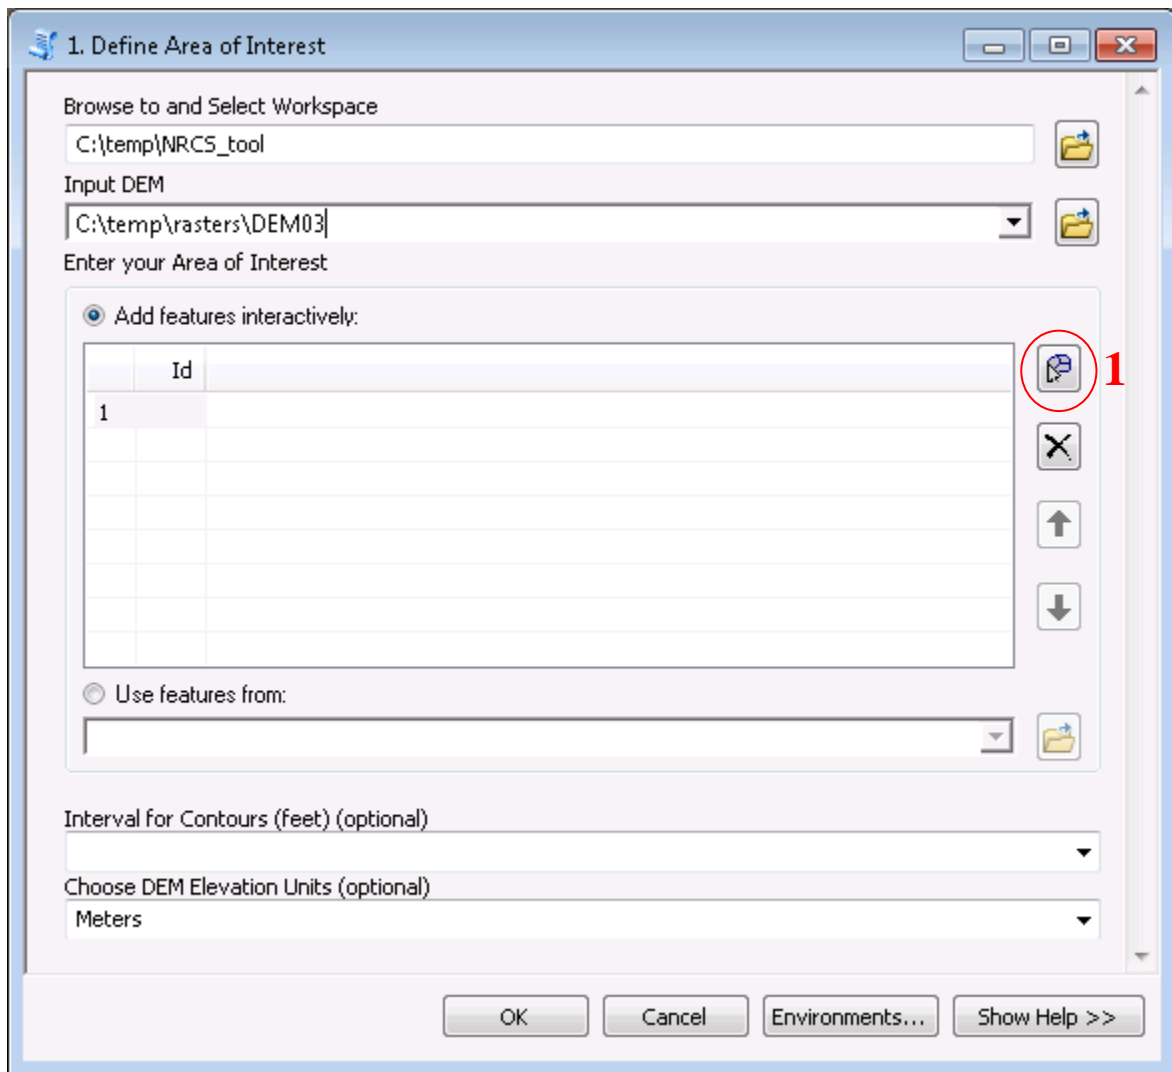 1. Define Area of Interest
Browse to and Select Workspace
C:\temp\NRCS_tool
Input DEM
C:\temp\rasters\DEM03
Enter your Area of Interest
Add features interactively:
Id
1
1
Use features from:
Interval for Contours (feet) (optional)
Choose DEM Elevation Units (optional)
Meters
OK Cancel Environments... Show Help >>